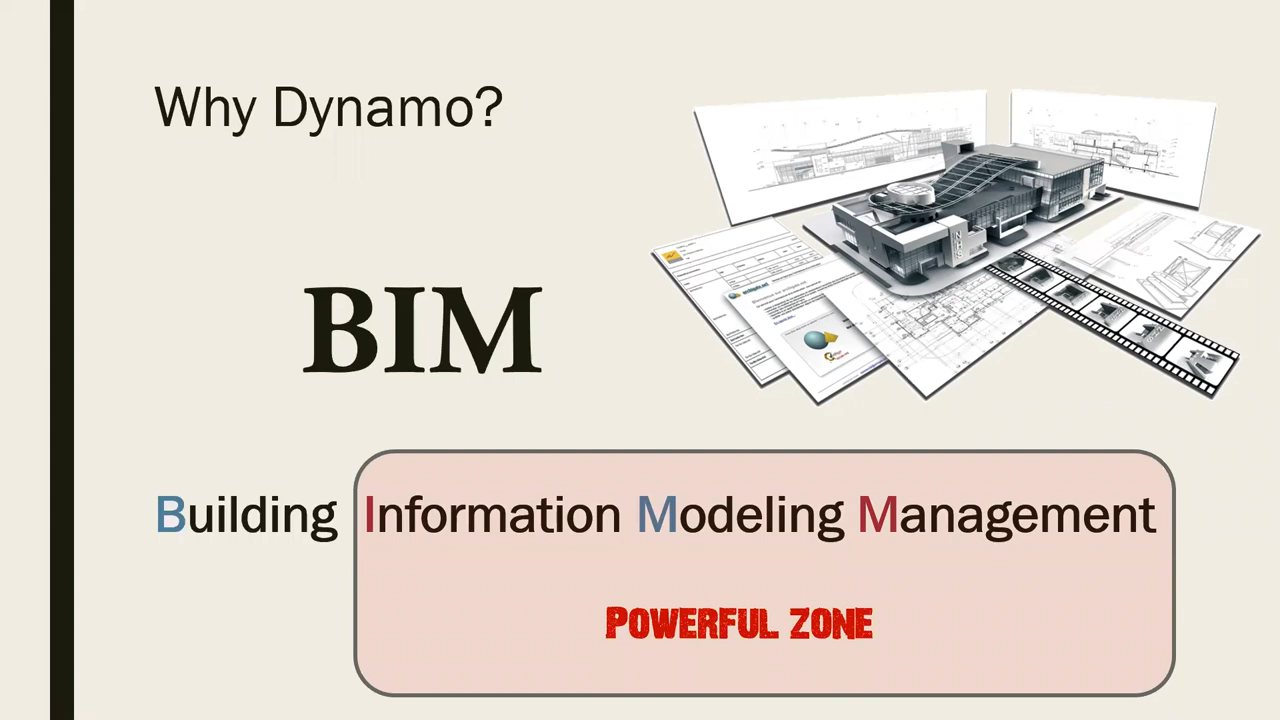 Why Dynamo?
BIM
Building Information Modeling Management
POWERFUL ZONE